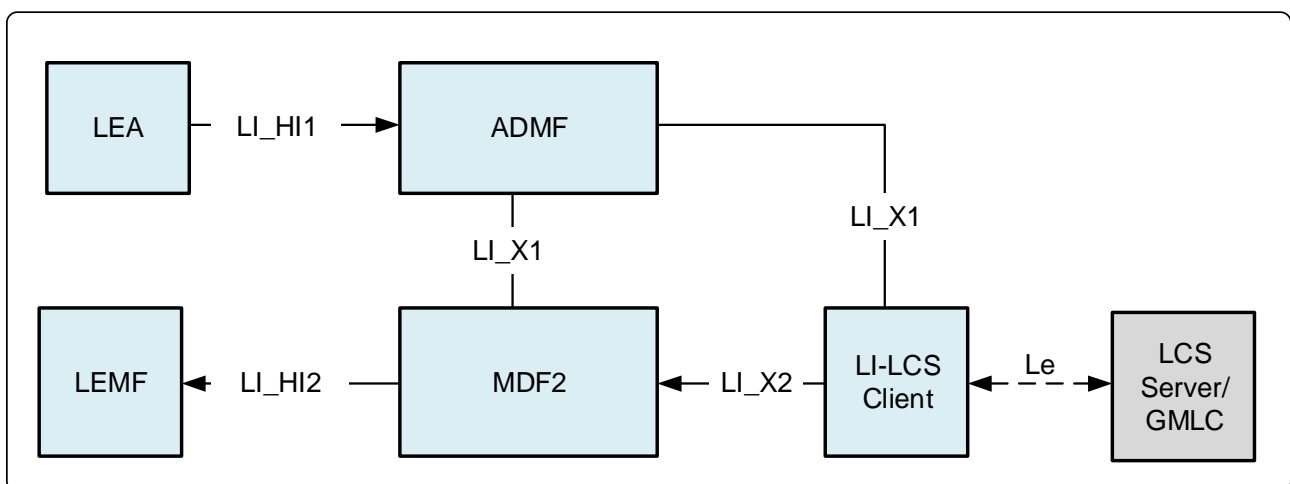 LEA
LI_HI1
ADMF
LI_X1
LI_X1
LEMF
LI_HI2
MDF2
LI_X2
LI-LCS
Client
Le
LCS
Server/
GMLC